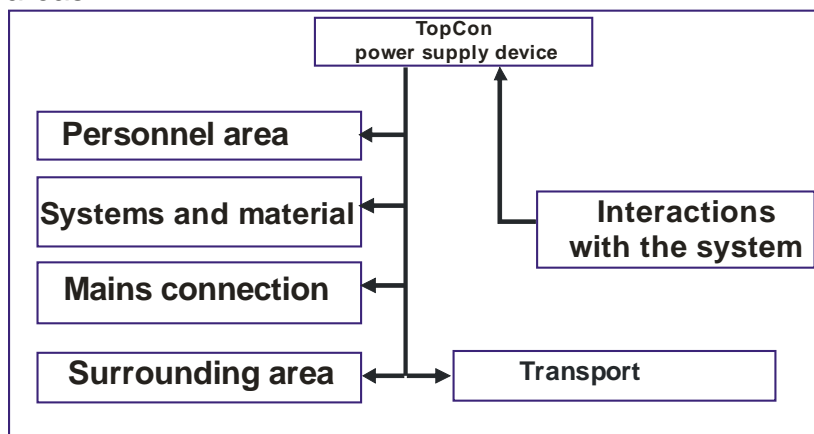 TopCon
power supply device
Personnel area
Systems and material
Interactions
with the system
Mains connection
Surrounding area
Transport